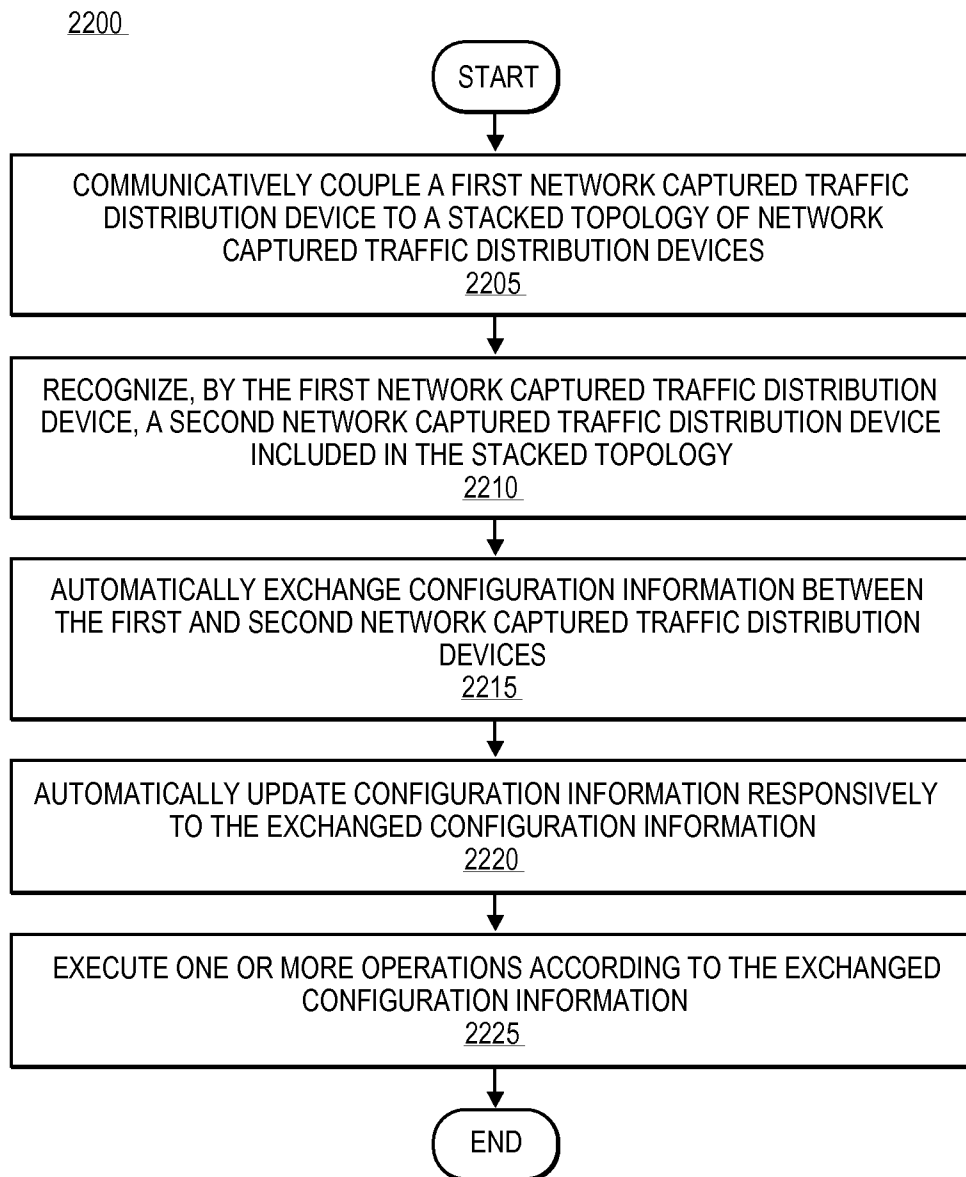 2200
START
COMMUNICATIVELY COUPLE A FIRST NETWORK CAPTURED TRAFFIC
DISTRIBUTION DEVICE TO A STACKED TOPOLOGY OF NETWORK
CAPTURED TRAFFIC DISTRIBUTION DEVICES
2205
RECOGNIZE, BY THE FIRST NETWORK CAPTURED TRAFFIC DISTRIBUTION
DEVICE, A SECOND NETWORK CAPTURED TRAFFIC DISTRIBUTION DEVICE
INCLUDED IN THE STACKED TOPOLOGY
2210
AUTOMATICALLY EXCHANGE CONFIGURATION INFORMATION BETWEEN
THE FIRST AND SECOND NETWORK CAPTURED TRAFFIC DISTRIBUTION
DEVICES
2215
AUTOMATICALLY UPDATE CONFIGURATION INFORMATION RESPONSIVELY
TO THE EXCHANGED CONFIGURATION INFORMATION
2220
EXECUTE ONE OR MORE OPERATIONS ACCORDING TO THE EXCHANGED
CONFIGURATION INFORMATION
2225
END